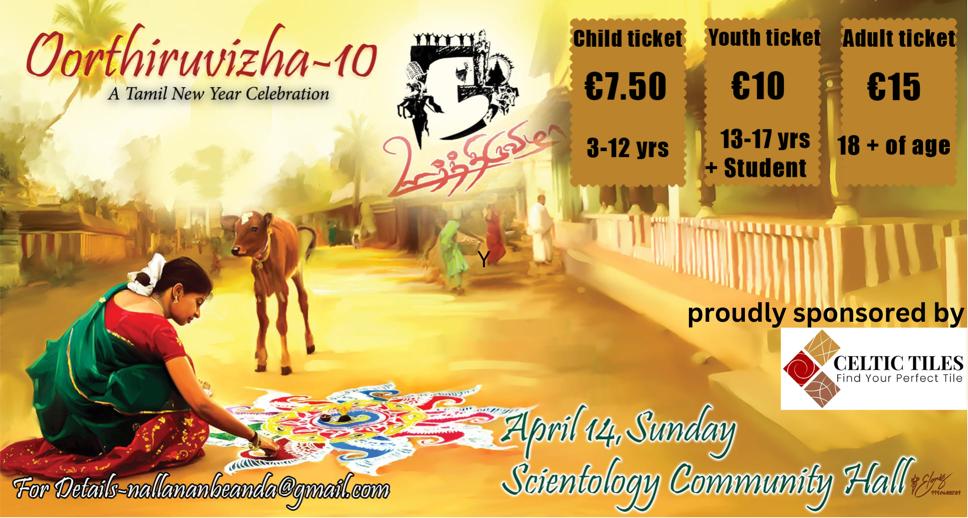 Oorthiruvizha-10
A Tamil New Year Celebration
ஊர்த்திருவிழா
Child ticket
€7.50
3-12 yrs
Youth ticket
€10
13-17 yrs
+ Student
Adult ticket
€15
18 + of age
Y
proudly sponsored by
CELTIC TILES
Find Your Perfect Tile
April 14, Sunday
Scientology Community Hall
For Details-nallananbeanda@gmail.com